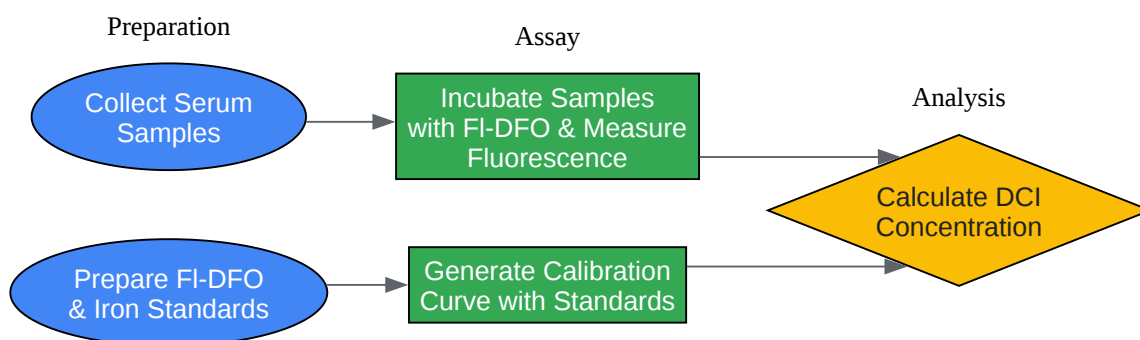 Preparation
Assay
Analysis
Collect Serum
Samples
Incubate Samples
with Fl-DFO & Measure
Fluorescence
Calculate DCI
Concentration
Prepare Fl-DFO
& Iron Standards
Generate Calibration
Curve with Standards